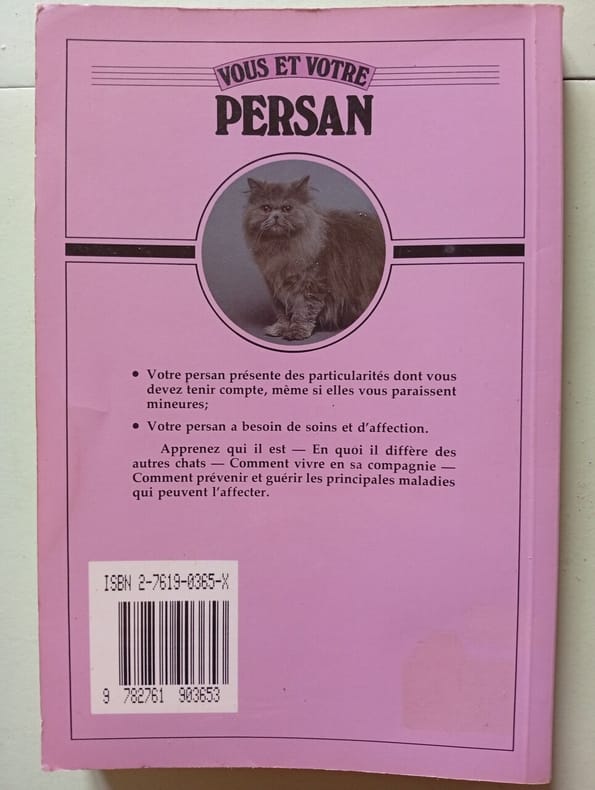 VOUS ET VOTRE
PERSAN
• Votre persan présente des particularités dont vous
devez tenir compte, même si elles vous paraissent
mineures;
• Votre persan a besoin de soins et d'affection.
Apprenez qui il est — En quoi il diffère des
autres chats — Comment vivre en sa compagnie —
Comment prévenir et guérir les principales maladies
qui peuvent l'affecter.
ISBN 2-7619-0365-X
9 782761 903653